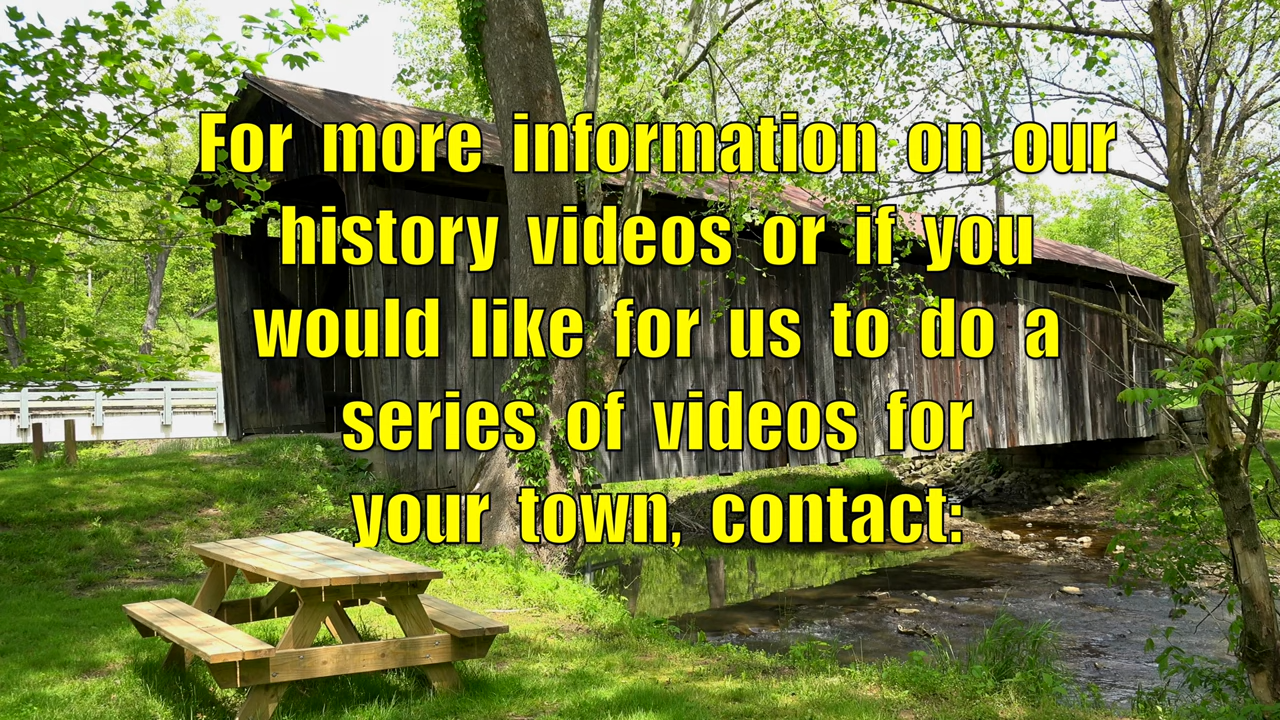 For more information on our
history videos or if you
would like for us to do a
series of videos for
your town, contact: